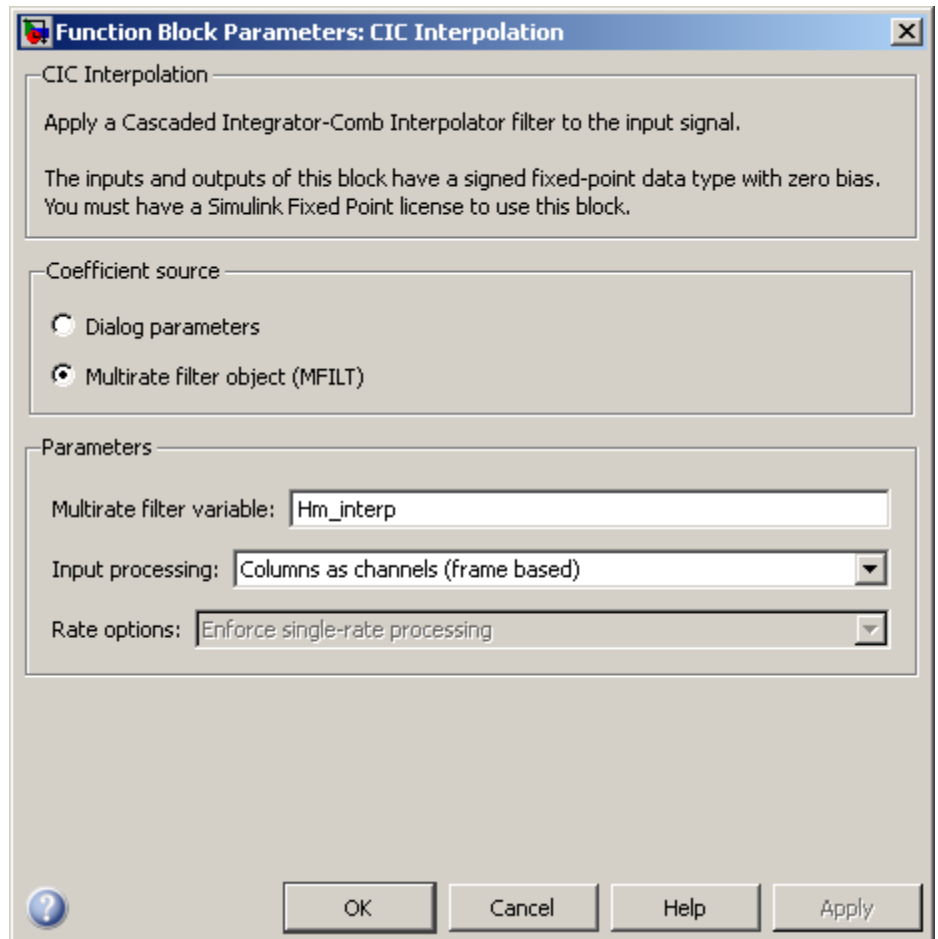 Function Block Parameters: CIC Interpolation
CIC Interpolation
Apply a Cascaded Integrator-Comb Interpolator filter to the input signal.
The inputs and outputs of this block have a signed fixed-point data type with zero bias.
You must have a Simulink Fixed Point license to use this block.
Coefficient source
Dialog parameters
Multirate filter object (MFILT)
Parameters
Multirate filter variable: Hm_interp
Input processing: Columns as channels (frame based)
Rate options: Enforce single-rate processing
? OK Cancel Help Apply